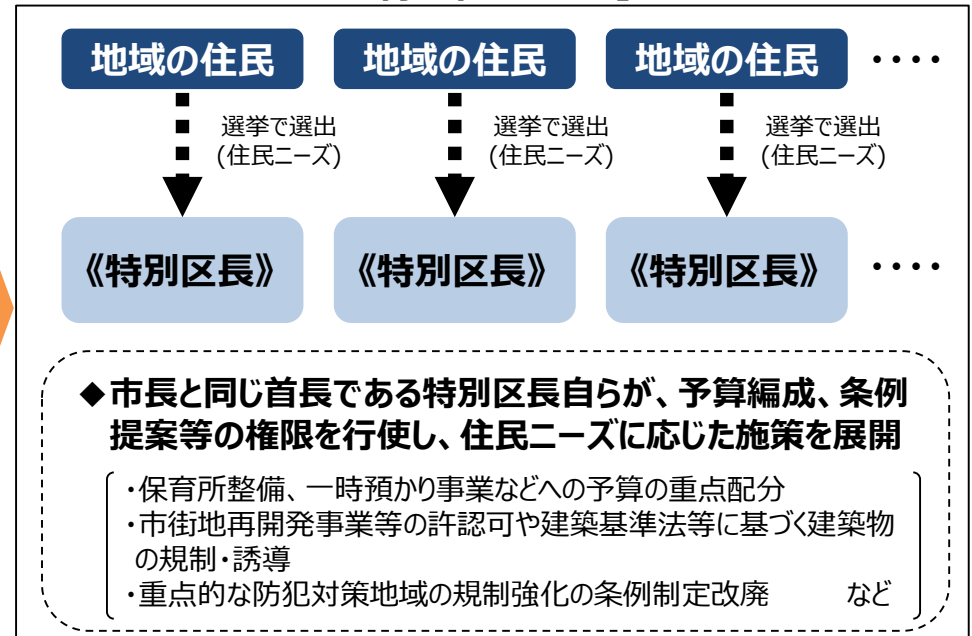 地域の住民 地域の住民 地域の住民 ・・・・
選挙で選出 選挙で選出 選挙で選出
(住民ニーズ) (住民ニーズ) (住民ニーズ)
《特別区長》 《特別区長》 《特別区長》 ・・・・
◆市長と同じ首長である特別区長自らが、予算編成、条例
提案等の権限を行使し、住民ニーズに応じた施策を展開
・保育所整備、一時預かり事業などへの予算の重点配分
・市街地再開発事業等の許認可や建築基準法等に基づく建築物
の規制・誘導
・重点的な防犯対策地域の規制強化の条例制定改廃 など